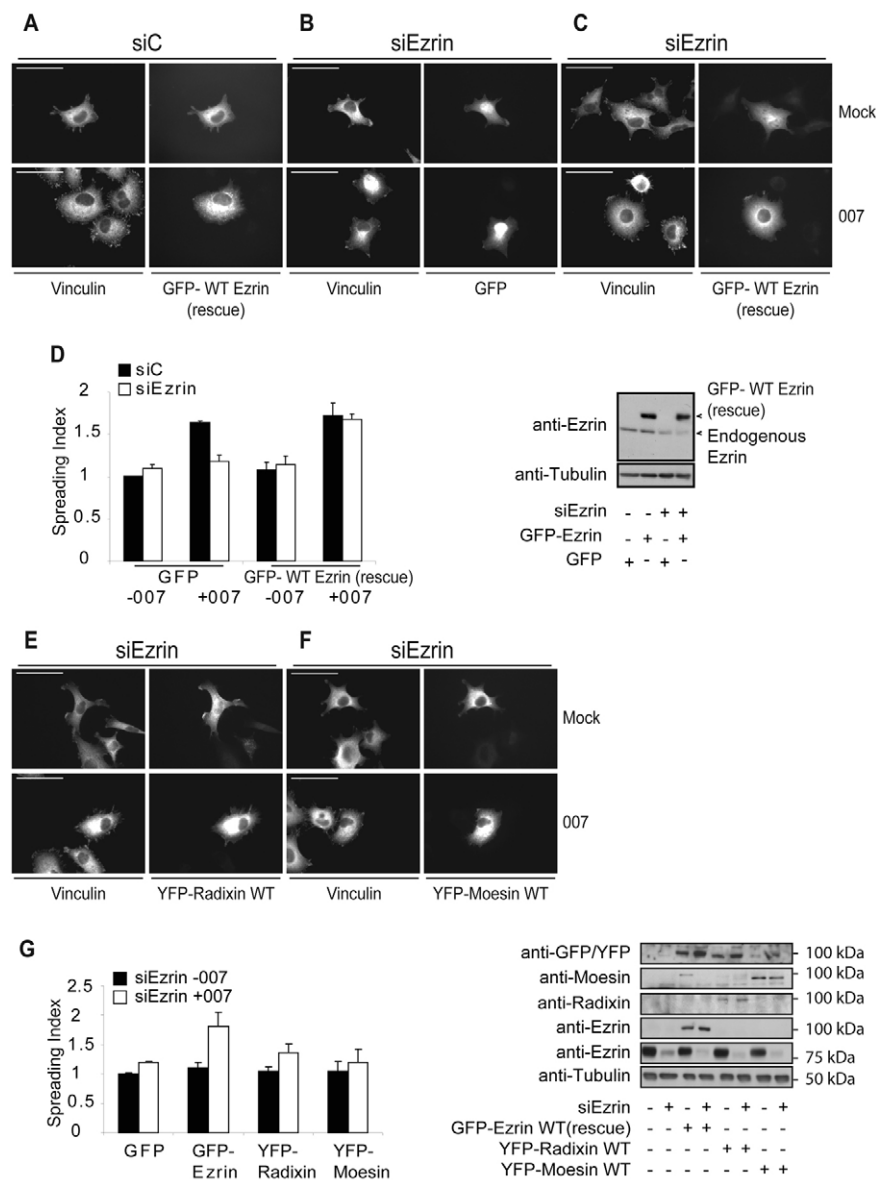 A
B
C
siC
siEzrin
siEzrin
Mock
007
Vinculin
GFP- WT Ezrin
(rescue)
Vinculin
GFP
Vinculin
GFP- WT Ezrin
(rescue)
D
siC
siEzrin
Spreading Index
2
1.5
1
0.5
0
GFP
GFP- WT Ezrin (rescue)
-007
+007
-007
+007
anti-Ezrin
anti-Tubulin
GFP- WT Ezrin
(rescue)
Endogenous
Ezrin
siEzrin - - + +
GFP-Ezrin - + - +
GFP + - + -
E
F
siEzrin
siEzrin
Mock
007
Vinculin
YFP-Radixin WT
Vinculin
YFP-Moesin WT
G
siEzrin -007
siEzrin +007
Spreading Index
2.5
2
1.5
1
0.5
0
GFP
GFP-
Ezrin
YFP-
Radixin
YFP-
Moesin
anti-GFP/YFP 100 kDa
anti-Moesin 100 kDa
anti-Radixin 100 kDa
anti-Ezrin 100 kDa
anti-Ezrin 75 kDa
anti-Tubulin 50 kDa
siEzrin - + - + - + - +
GFP-Ezrin WT(rescue) - - + + - - - -
YFP-Radixin WT - - - - + + - -
YFP-Moesin WT - - - - - - + +